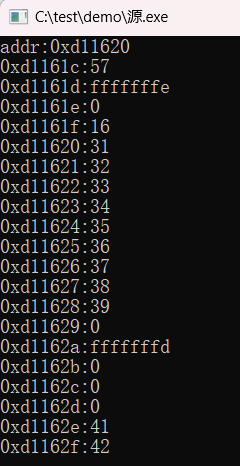 C:\test\demo\源.exe
addr:0xd11620
0xd1161c:57
0xd1161d:fffffffe
0xd1161e:0
0xd1161f:16
0xd11620:31
0xd11621:32
0xd11622:33
0xd11623:34
0xd11624:35
0xd11625:36
0xd11626:37
0xd11627:38
0xd11628:39
0xd11629:0
0xd1162a:fffffffd
0xd1162b:0
0xd1162c:0
0xd1162d:0
0xd1162e:41
0xd1162f:42